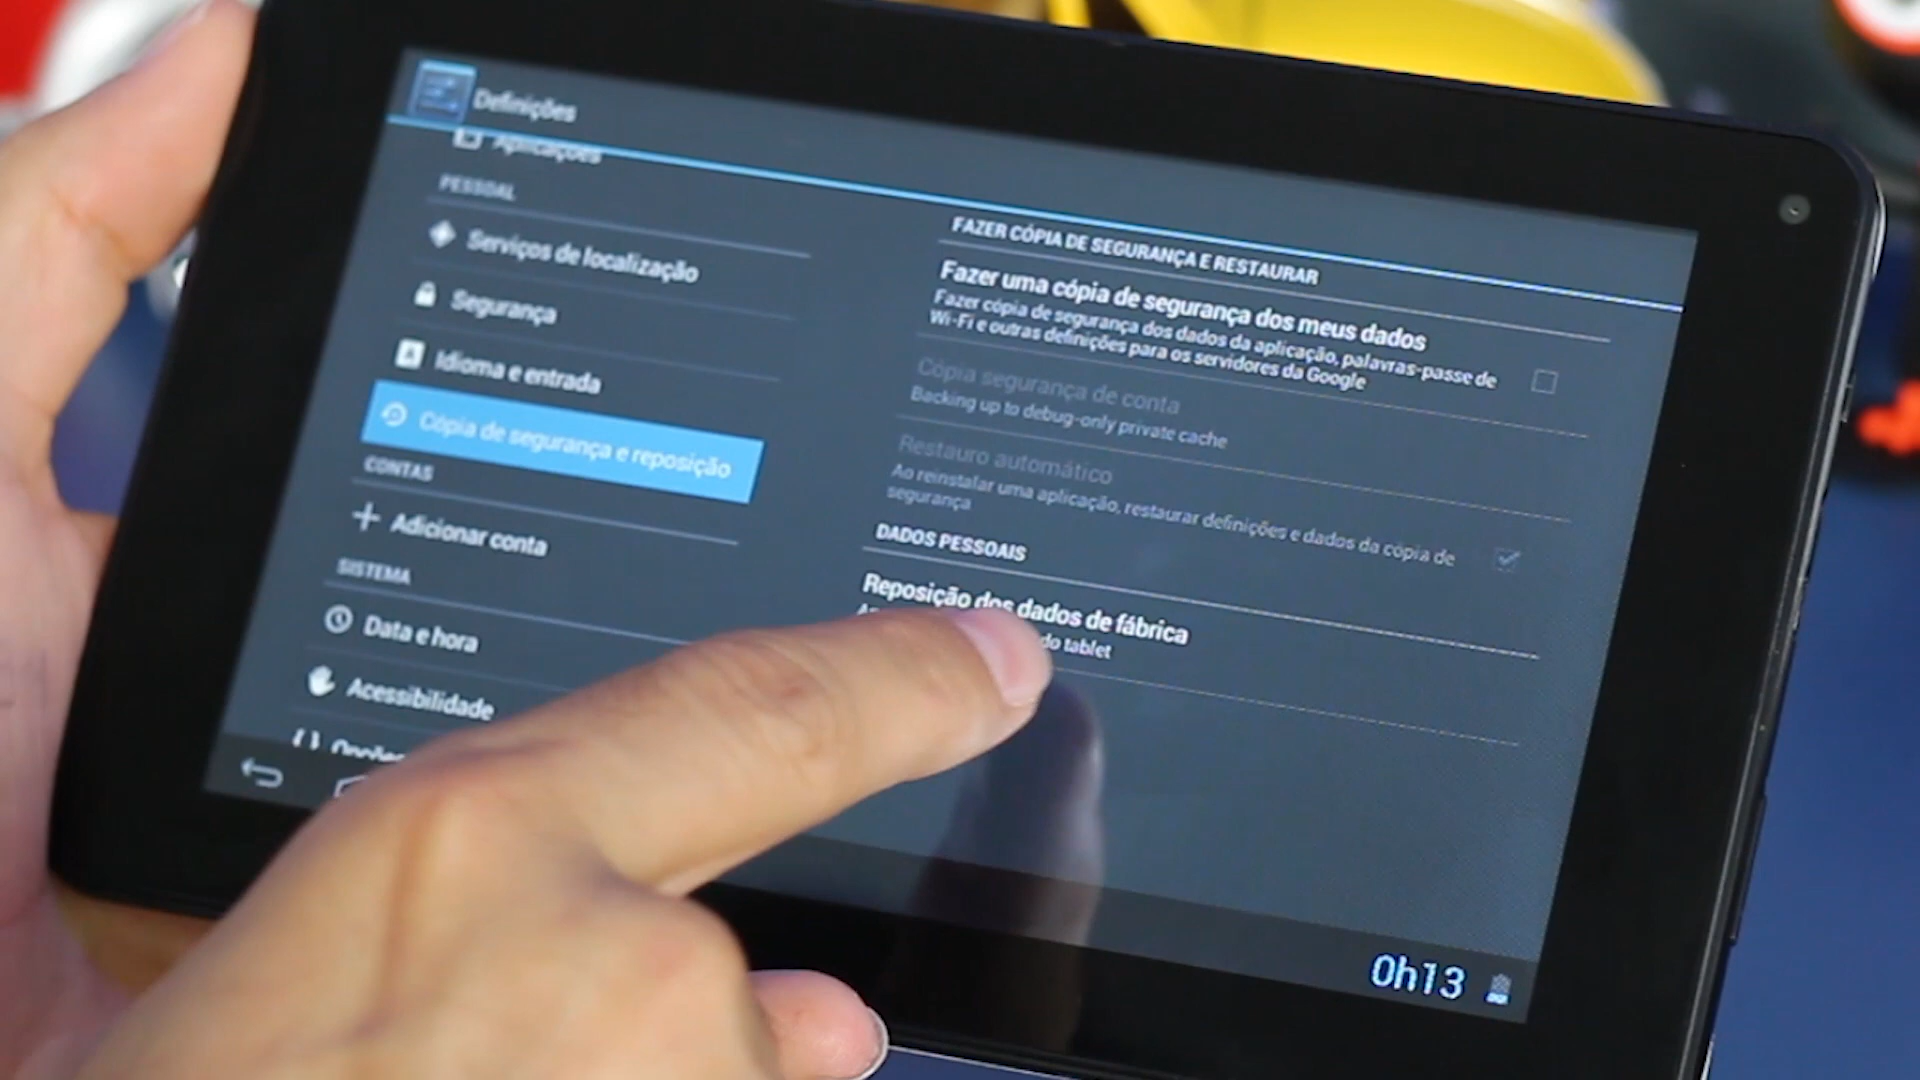 Definições
Aplicações
PESSOAL
Serviços de localização
Segurança
Idioma e entrada
Cópia de segurança e reposição
CONTAS
Adicionar conta
SISTEMA
Data e hora
Acessibilidade
FAZER CÓPIA DE SEGURANÇA E RESTAURAR
Fazer uma cópia de segurança dos meus dados
Fazer cópia de segurança dos dados da aplicação, palavras-passe de
Wi-Fi e outras definições para os servidores da Google
Cópia segurança de conta
Backing up to debug-only private cache
Restauro automático
Ao reinstalar uma aplicação, restaurar definições e dados da cópia de
segurança
DADOS PESSOAIS
Reposição dos dados de fábrica
do tablet
0h13